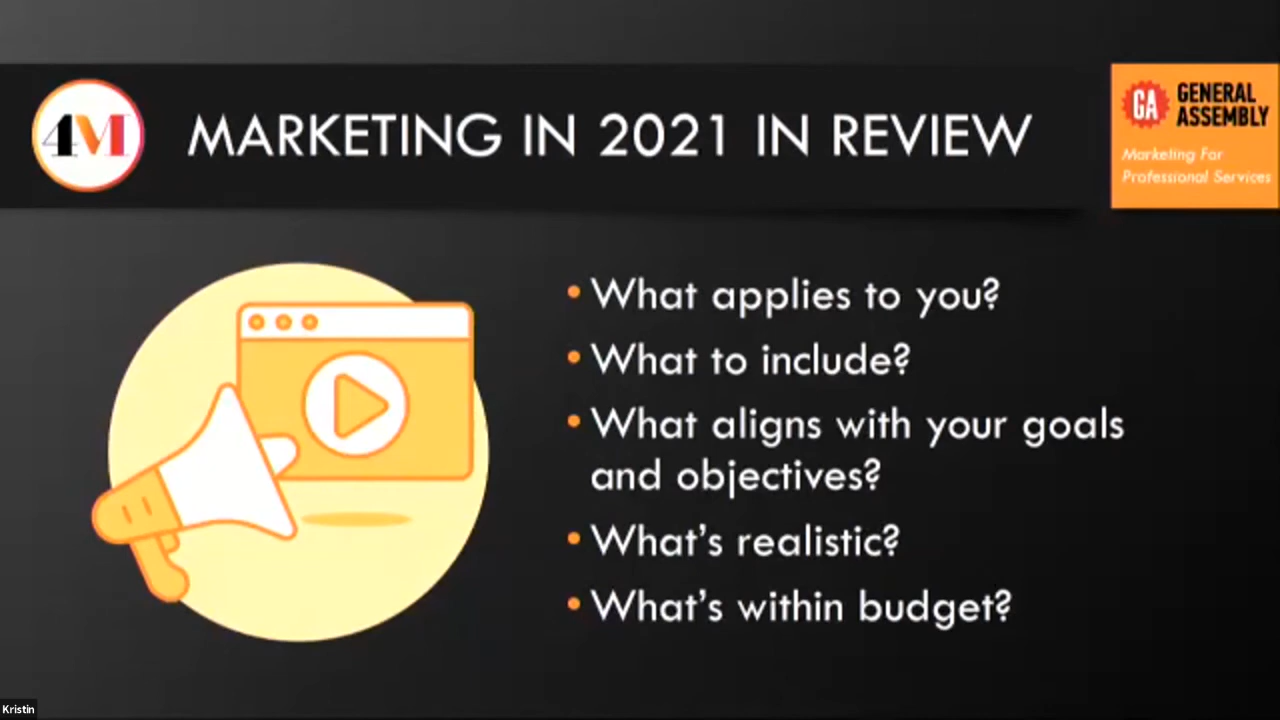 4M
MARKETING IN 2021 IN REVIEW
GA
GENERAL
ASSEMBLY
Marketing For
Professional Services
• What applies to you?
• What to include?
• What aligns with your goals
and objectives?
• What's realistic?
• What's within budget?
Kristin